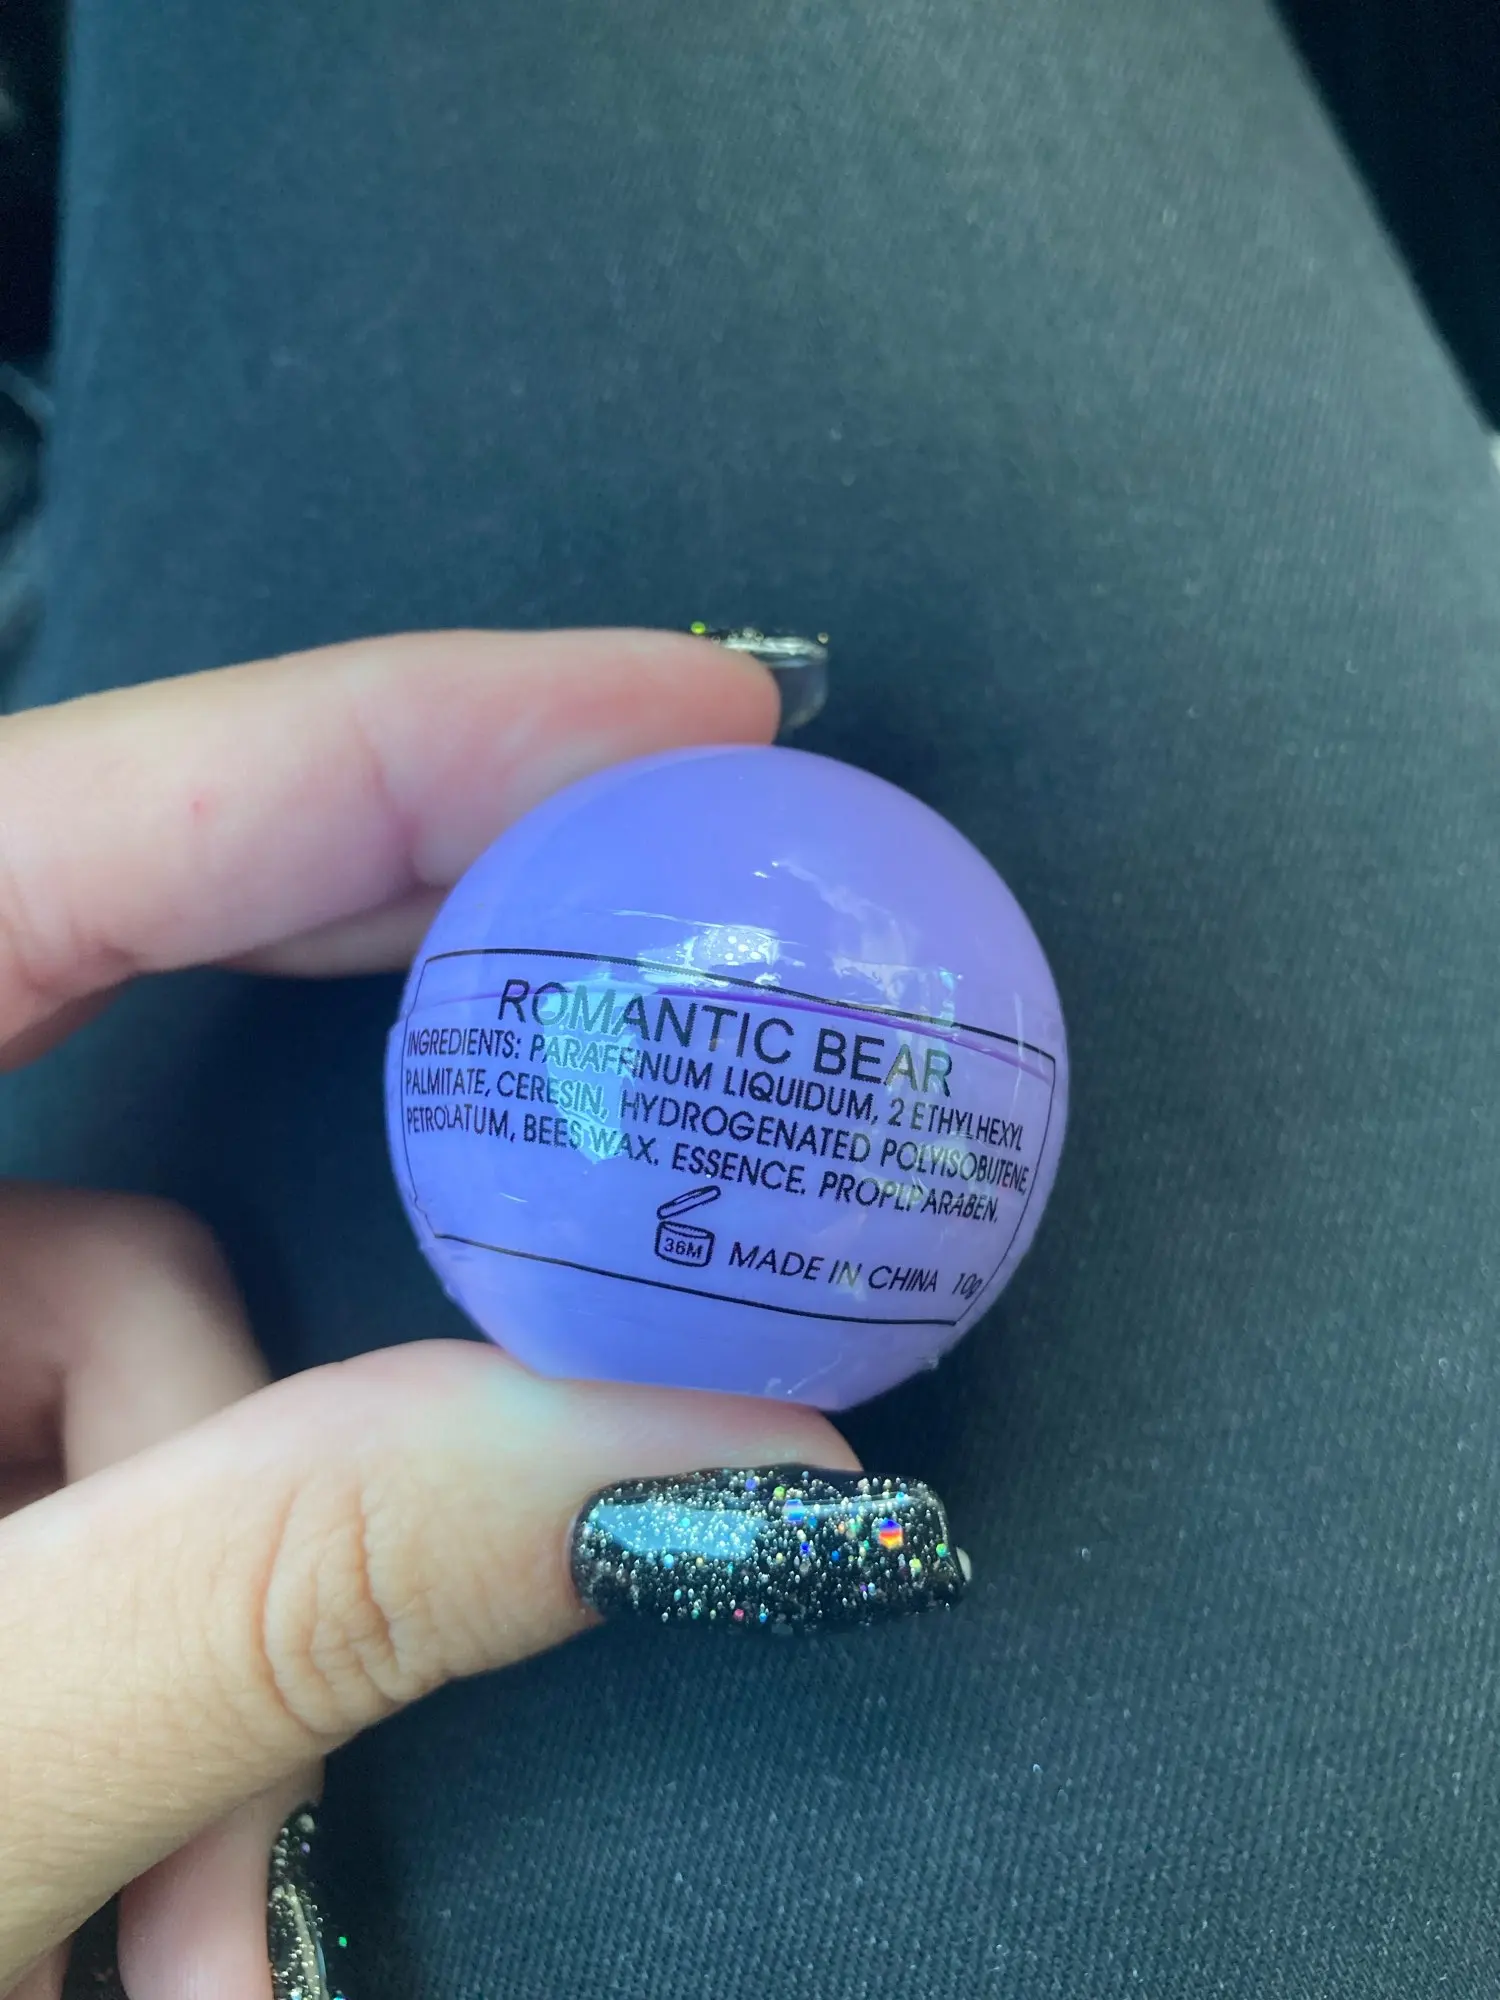 ROMANTIC BEAR
INGREDIENTS: PARAFFINUM LIQUIDUM, 2 ETHYLHEXYL
PALMITATE, CERESIN, HYDROGENATED POLYISOBUTENE,
PETROLATUM, BEES WAX. ESSENCE. PROPLPARABEN.
36M MADE IN CHINA 10g